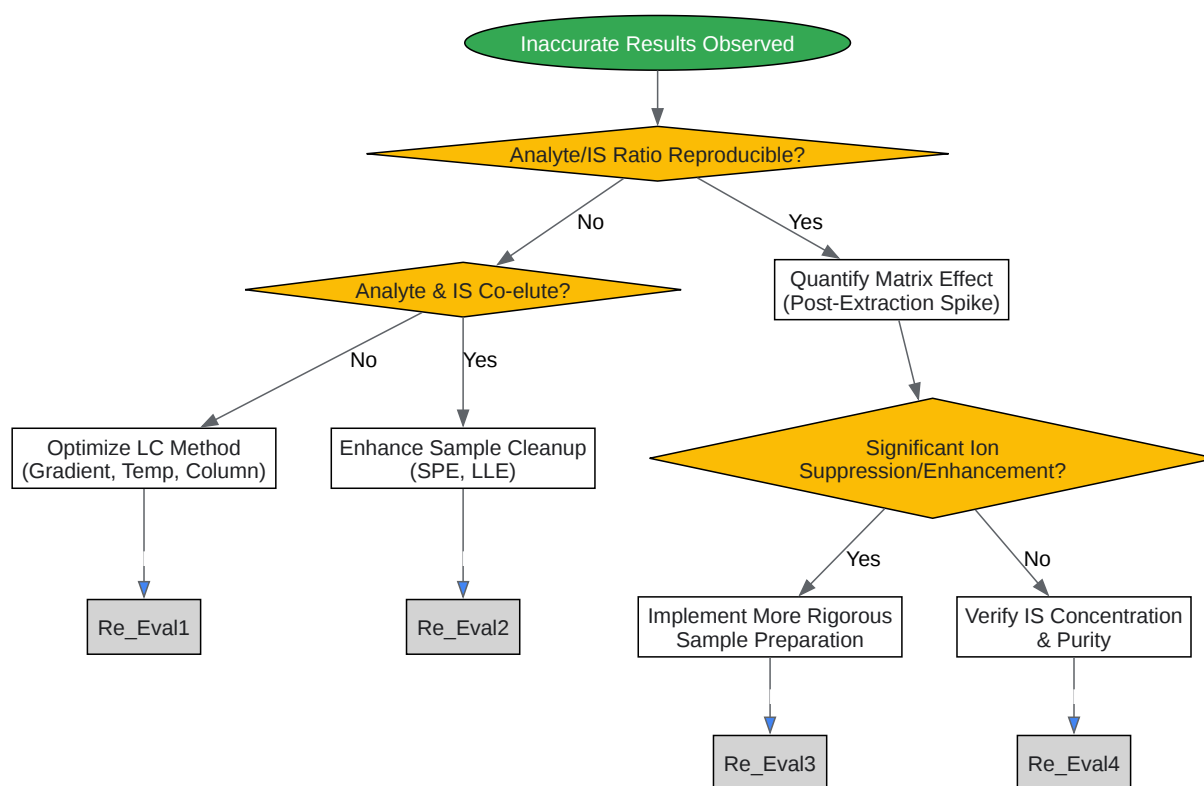 Inaccurate Results Observed
Analyte/IS Ratio Reproducible?
No
Yes
Analyte & IS Co-elute?
Quantify Matrix Effect
(Post-Extraction Spike)
No
Yes
Optimize LC Method
(Gradient, Temp, Column)
Enhance Sample Cleanup
(SPE, LLE)
Significant Ion
Suppression/Enhancement?
Yes
No
Re_Eval1
Re_Eval2
Implement More Rigorous
Sample Preparation
Verify IS Concentration
& Purity
Re_Eval3
Re_Eval4